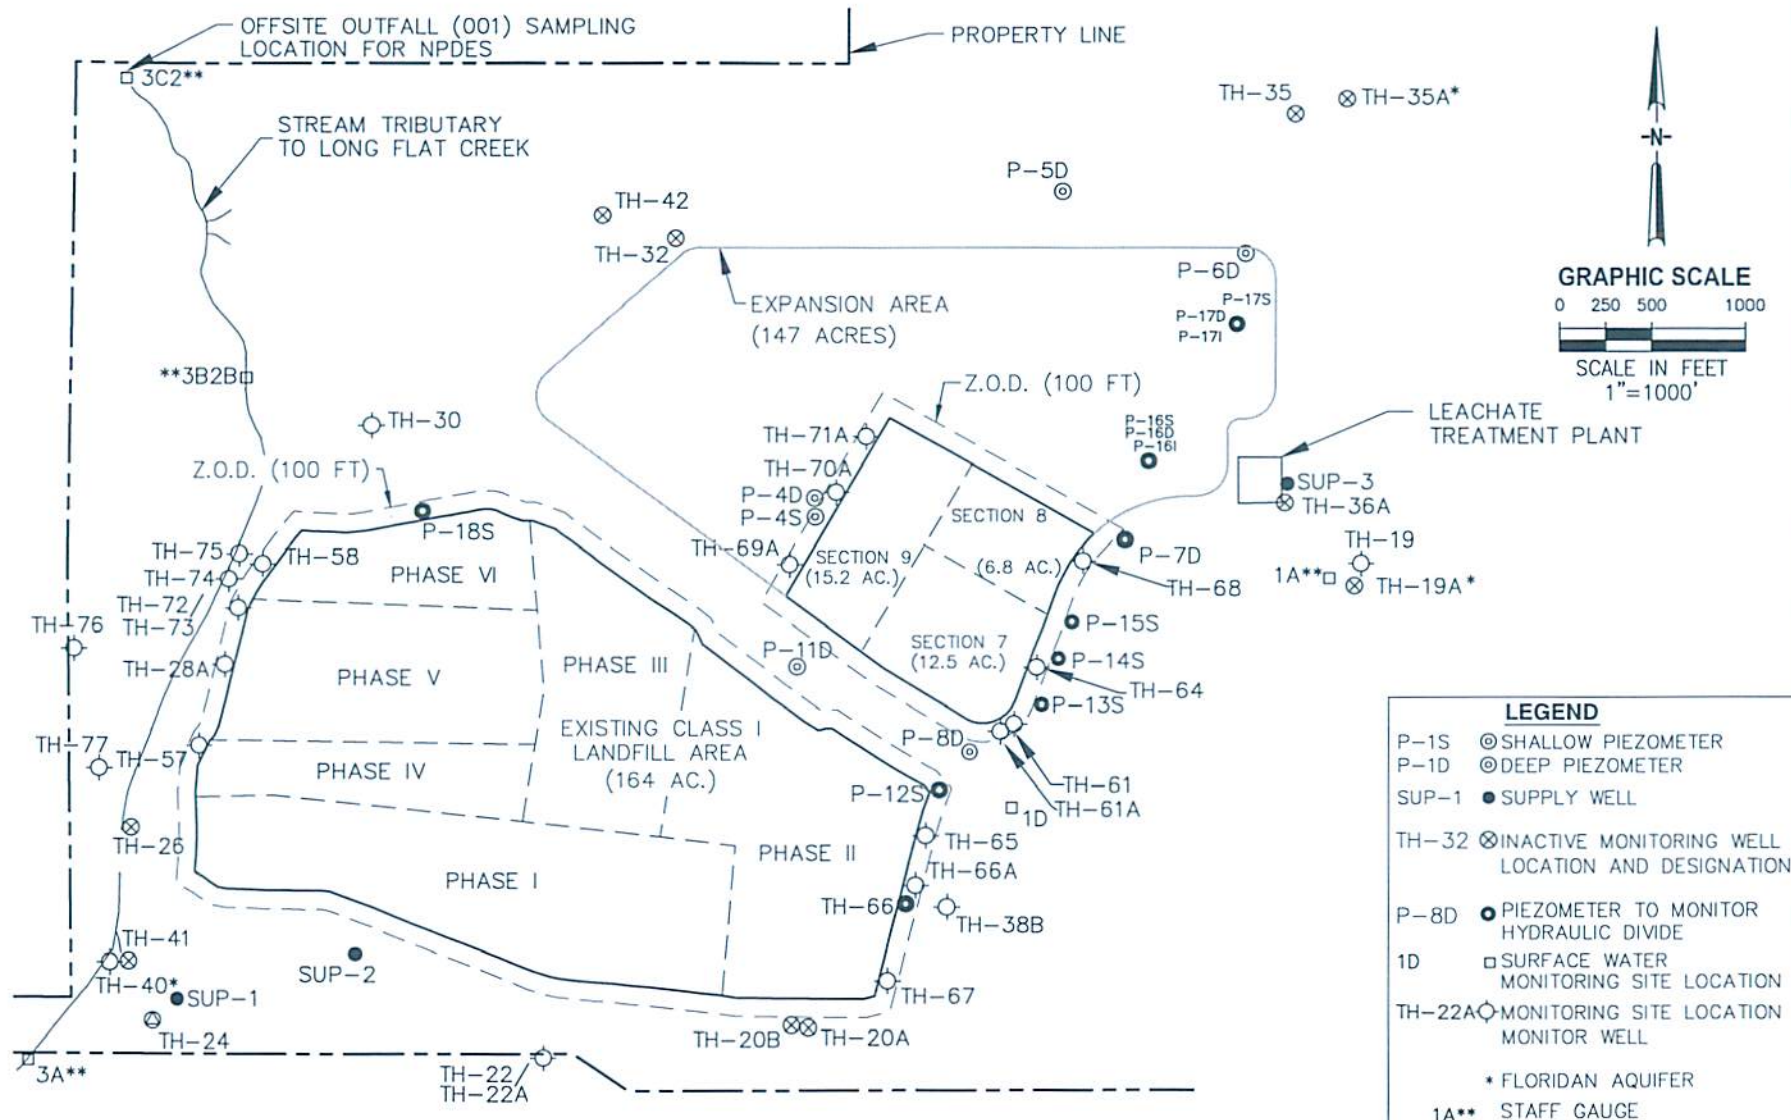 OFFSITE OUTFALL (001) SAMPLING
LOCATION FOR NPDES
PROPERTY LINE
3C2**
TH-35
TH-35A*
STREAM TRIBUTARY
TO LONG FLAT CREEK
-N-
P-5D
TH-42
TH-32
P-6D
GRAPHIC SCALE
0 250 500 1000
SCALE IN FEET
1"=1000'
EXPANSION AREA
(147 ACRES)
P-17S
P-17D
P-17I
**3B2B
Z.O.D. (100 FT)
LEACHATE
TREATMENT PLANT
TH-30
TH-71A
P-16S
P-16D
P-16I
Z.O.D. (100 FT)
TH-70A
P-4D
P-4S
SUP-3
TH-36A
P-18S
SECTION 8
(6.8 AC.)
TH-75
TH-58
TH-69A
SECTION 9
(15.2 AC.)
P-7D
TH-19
TH-74
PHASE VI
1A**
TH-19A*
TH-68
TH-72
TH-73
TH-76
P-15S
TH-28A
PHASE V
PHASE III
P-11D
SECTION 7
(12.5 AC.)
P-14S
TH-64
P-13S
EXISTING CLASS I
LANDFILL AREA
(164 AC.)
TH-77
TH-57
P-8D
PHASE IV
TH-61
P-12S
1D
TH-61A
TH-26
TH-65
PHASE II
PHASE I
TH-66A
TH-66
TH-38B
TH-41
TH-40*
SUP-2
SUP-1
TH-67
TH-24
TH-20B
TH-20A
3A**
TH-22
TH-22A
LEGEND
P-1S SHALLOW PIEZOMETER
P-1D DEEP PIEZOMETER
SUP-1 SUPPLY WELL
TH-32 INACTIVE MONITORING WELL
LOCATION AND DESIGNATION
P-8D PIEZOMETER TO MONITOR
HYDRAULIC DIVIDE
1D SURFACE WATER
MONITORING SITE LOCATION
TH-22A MONITORING SITE LOCATION
MONITOR WELL
* FLORIDAN AQUIFER
1A** STAFF GAUGE